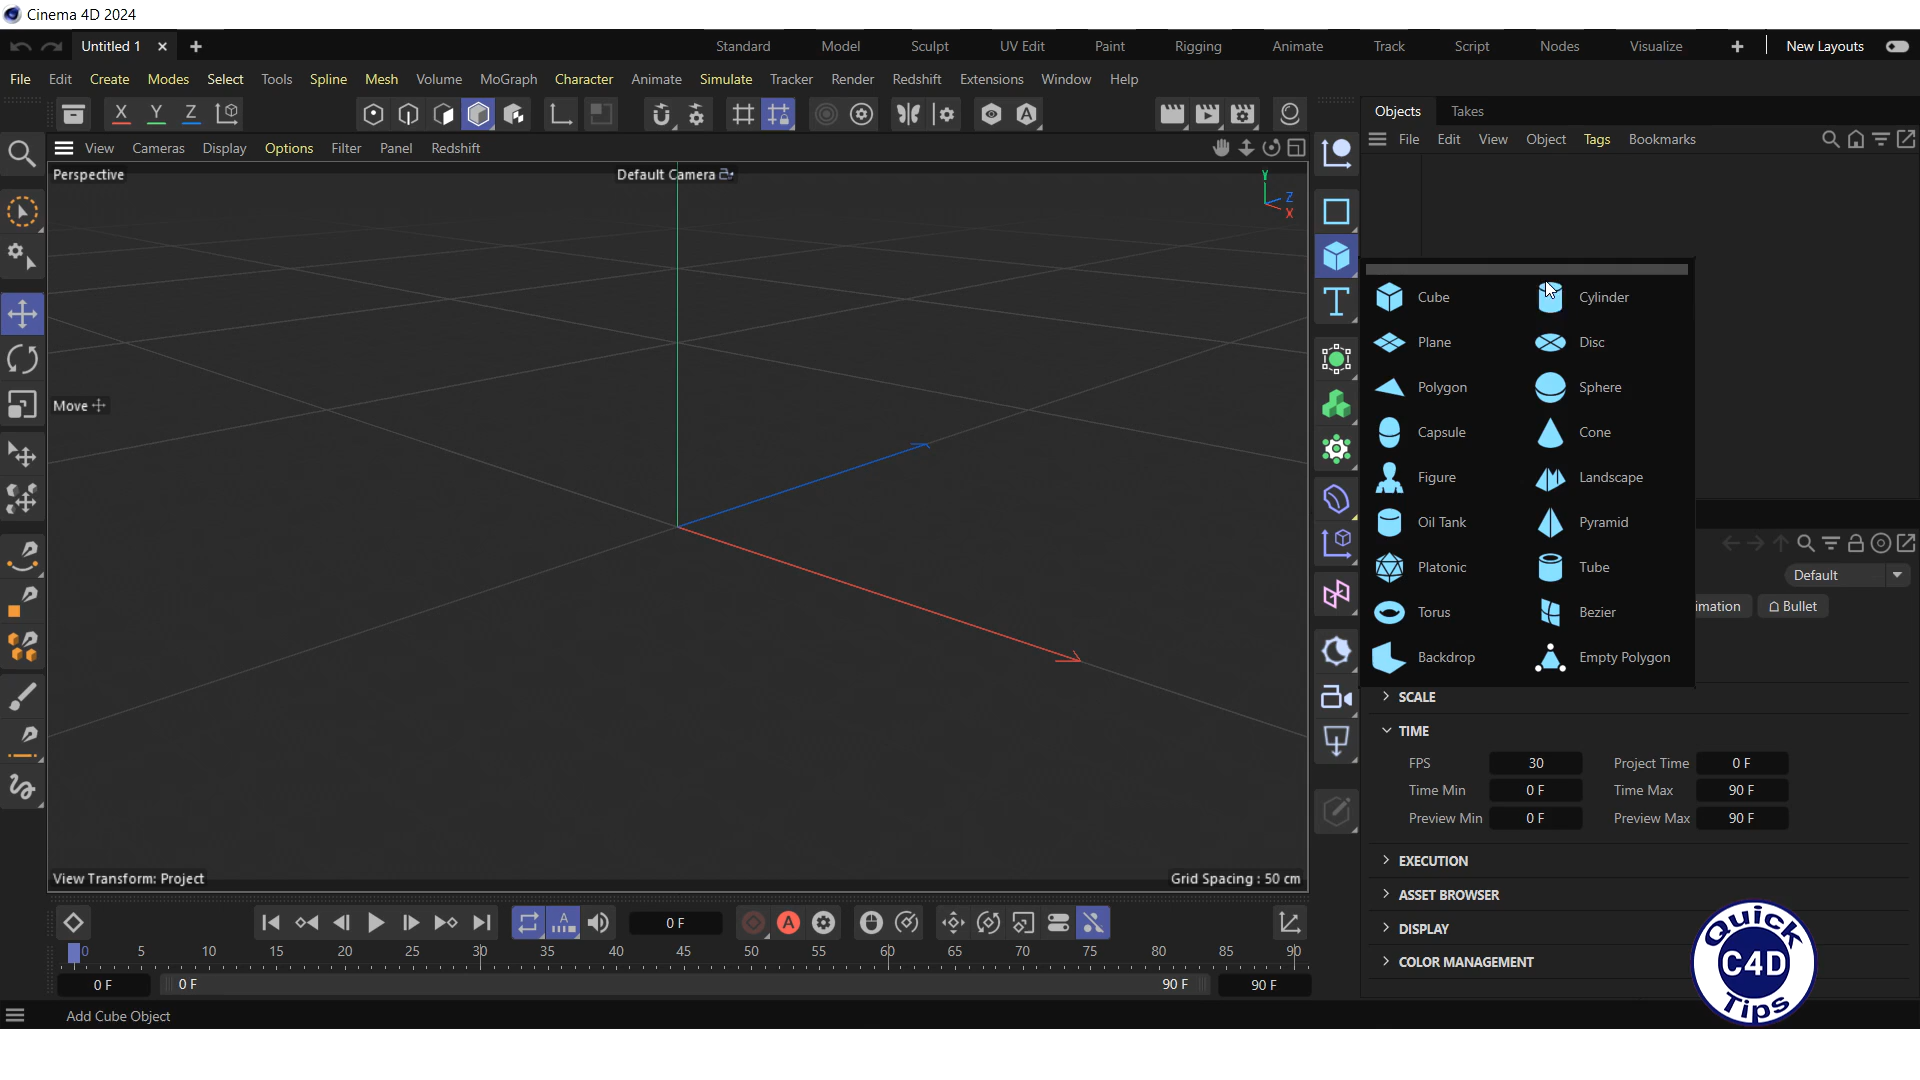 Cinema 4D 2024
Untitled 1
Standard Model Sculpt UV Edit Paint Rigging Animate Track Script Nodes Visualize New Layouts
File Edit Create Modes Select Tools Spline Mesh Volume MoGraph Character Animate Simulate Tracker Render Redshift Extensions Window Help
X Y Z A
Objects Takes
File Edit View Object Tags Bookmarks
View Cameras Display Options Filter Panel Redshift
Perspective
Default Camera
Y
Z
X
T
Cube Cylinder
Plane Disc
Polygon Sphere
Capsule Cone
Figure Landscape
Oil Tank Pyramid
Platonic Tube
Torus Bezier
Backdrop Empty Polygon
Move
Default
imation Bullet
SCALE
TIME
FPS 30 Project Time 0 F
Time Min 0 F Time Max 90 F
Preview Min 0 F Preview Max 90 F
EXECUTION
ASSET BROWSER
DISPLAY
COLOR MANAGEMENT
View Transform: Project
Grid Spacing : 50 cm
A 0 F A
0 5 10 15 20 25 30 35 40 45 50 55 60 65 70 75 80 85 90
0 F 0 F 90 F 90 F
Add Cube Object
Quick
C4D
Tips